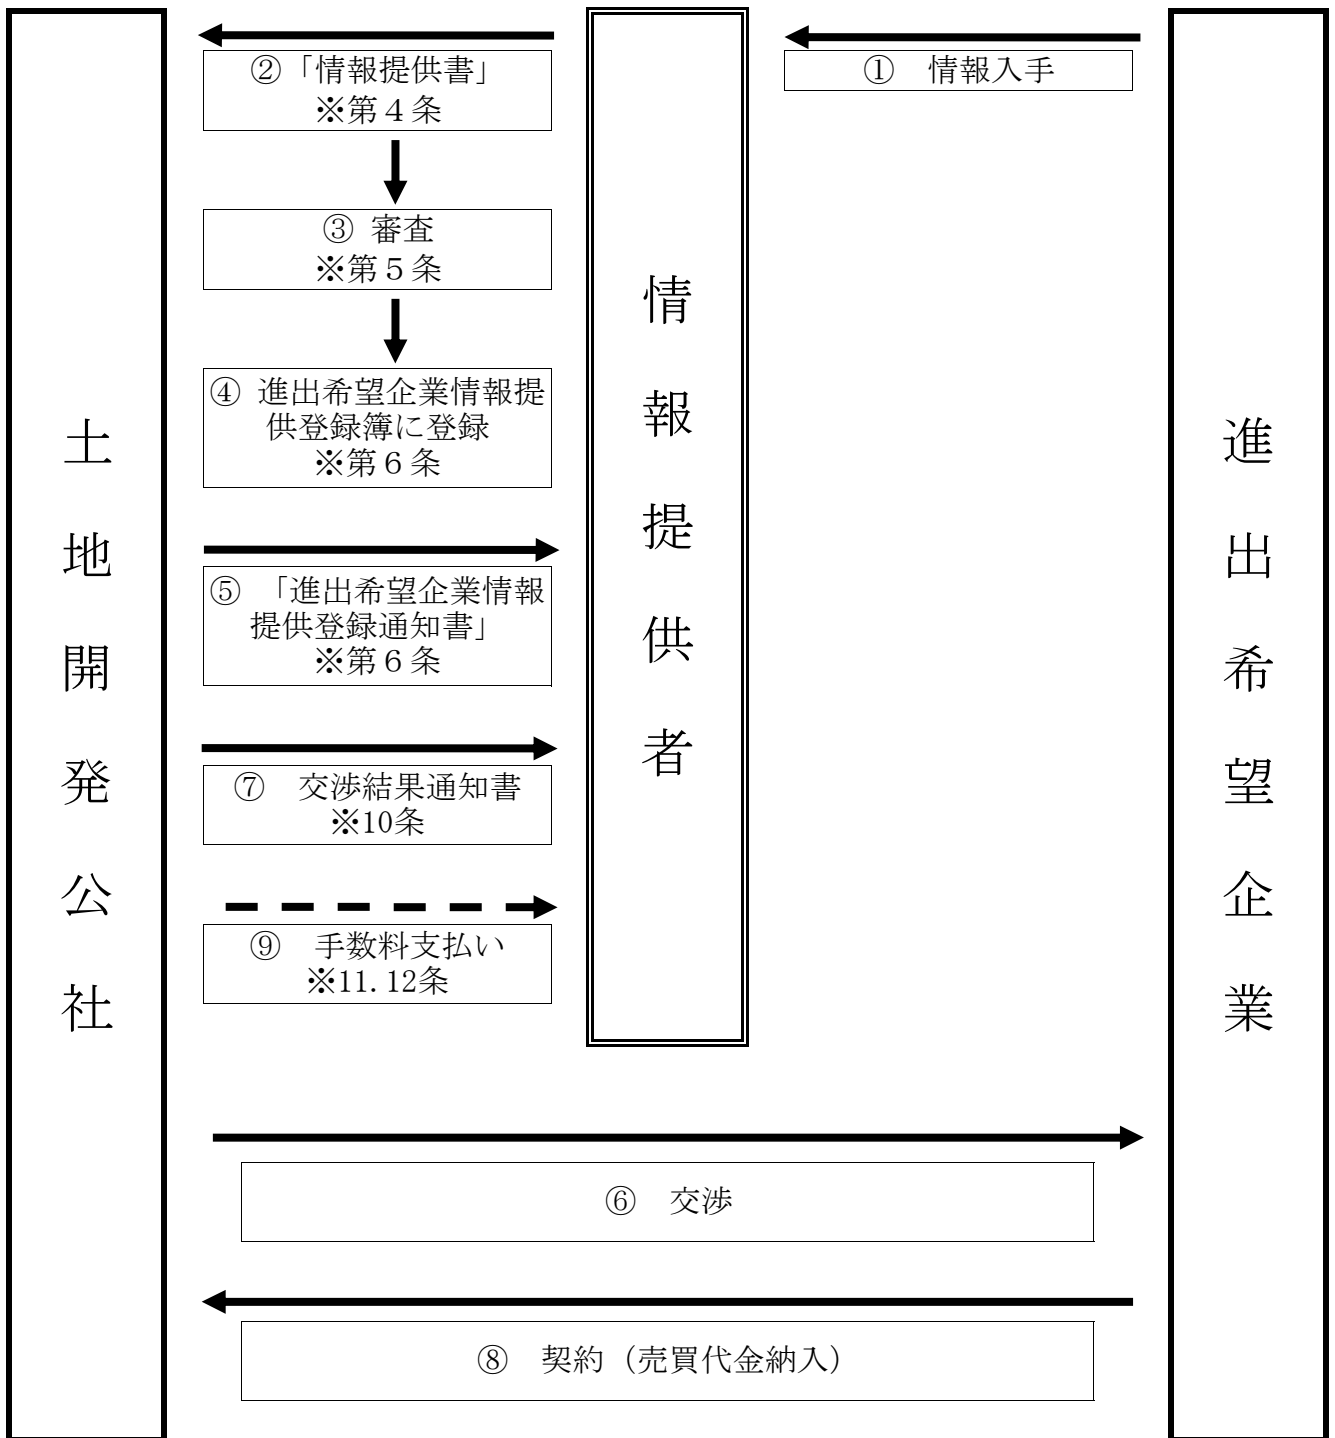 土地開発公社
②「情報提供書」
※第４条
③ 審査
※第５条
④ 進出希望企業情報提
供登録簿に登録
※第６条
⑤ 「進出希望企業情報
提供登録通知書」
※第６条
⑦ 交渉結果通知書
※10条
⑨ 手数料支払い
※11.12条
情報提供者
① 情報入手
進出希望企業
⑥ 交渉
⑧ 契約（売買代金納入）